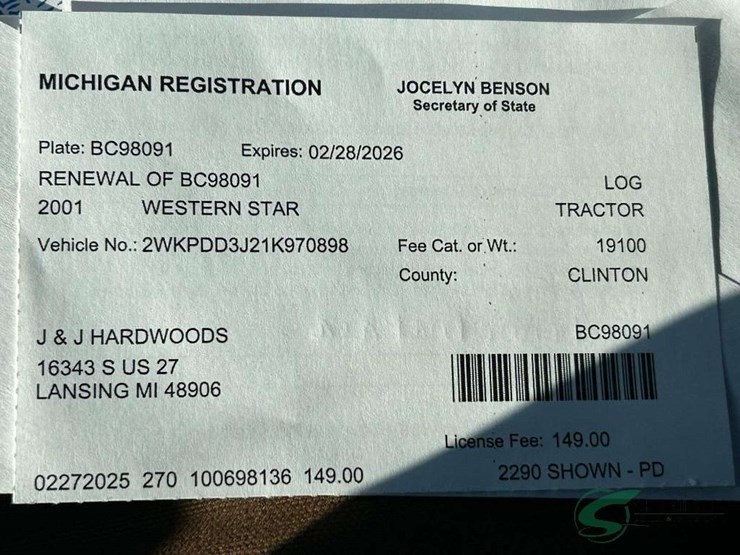 MICHIGAN REGISTRATION
JOCELYN BENSON
Secretary of State
Plate: BC98091 Expires: 02/28/2026
RENEWAL OF BC98091 LOG
2001 WESTERN STAR TRACTOR
Vehicle No.: 2WKPDD3J21K970898 Fee Cat. or Wt.: 19100
County: CLINTON
J & J HARDWOODS BC98091
16343 S US 27
LANSING MI 48906
License Fee: 149.00
02272025 270 100698136 149.00 2290 SHOWN - PD